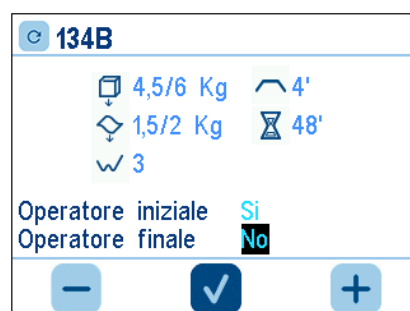 134B
4,5/6 Kg 4'
1,5/2 Kg 48'
3
Operatore iniziale Si
Operatore finale No